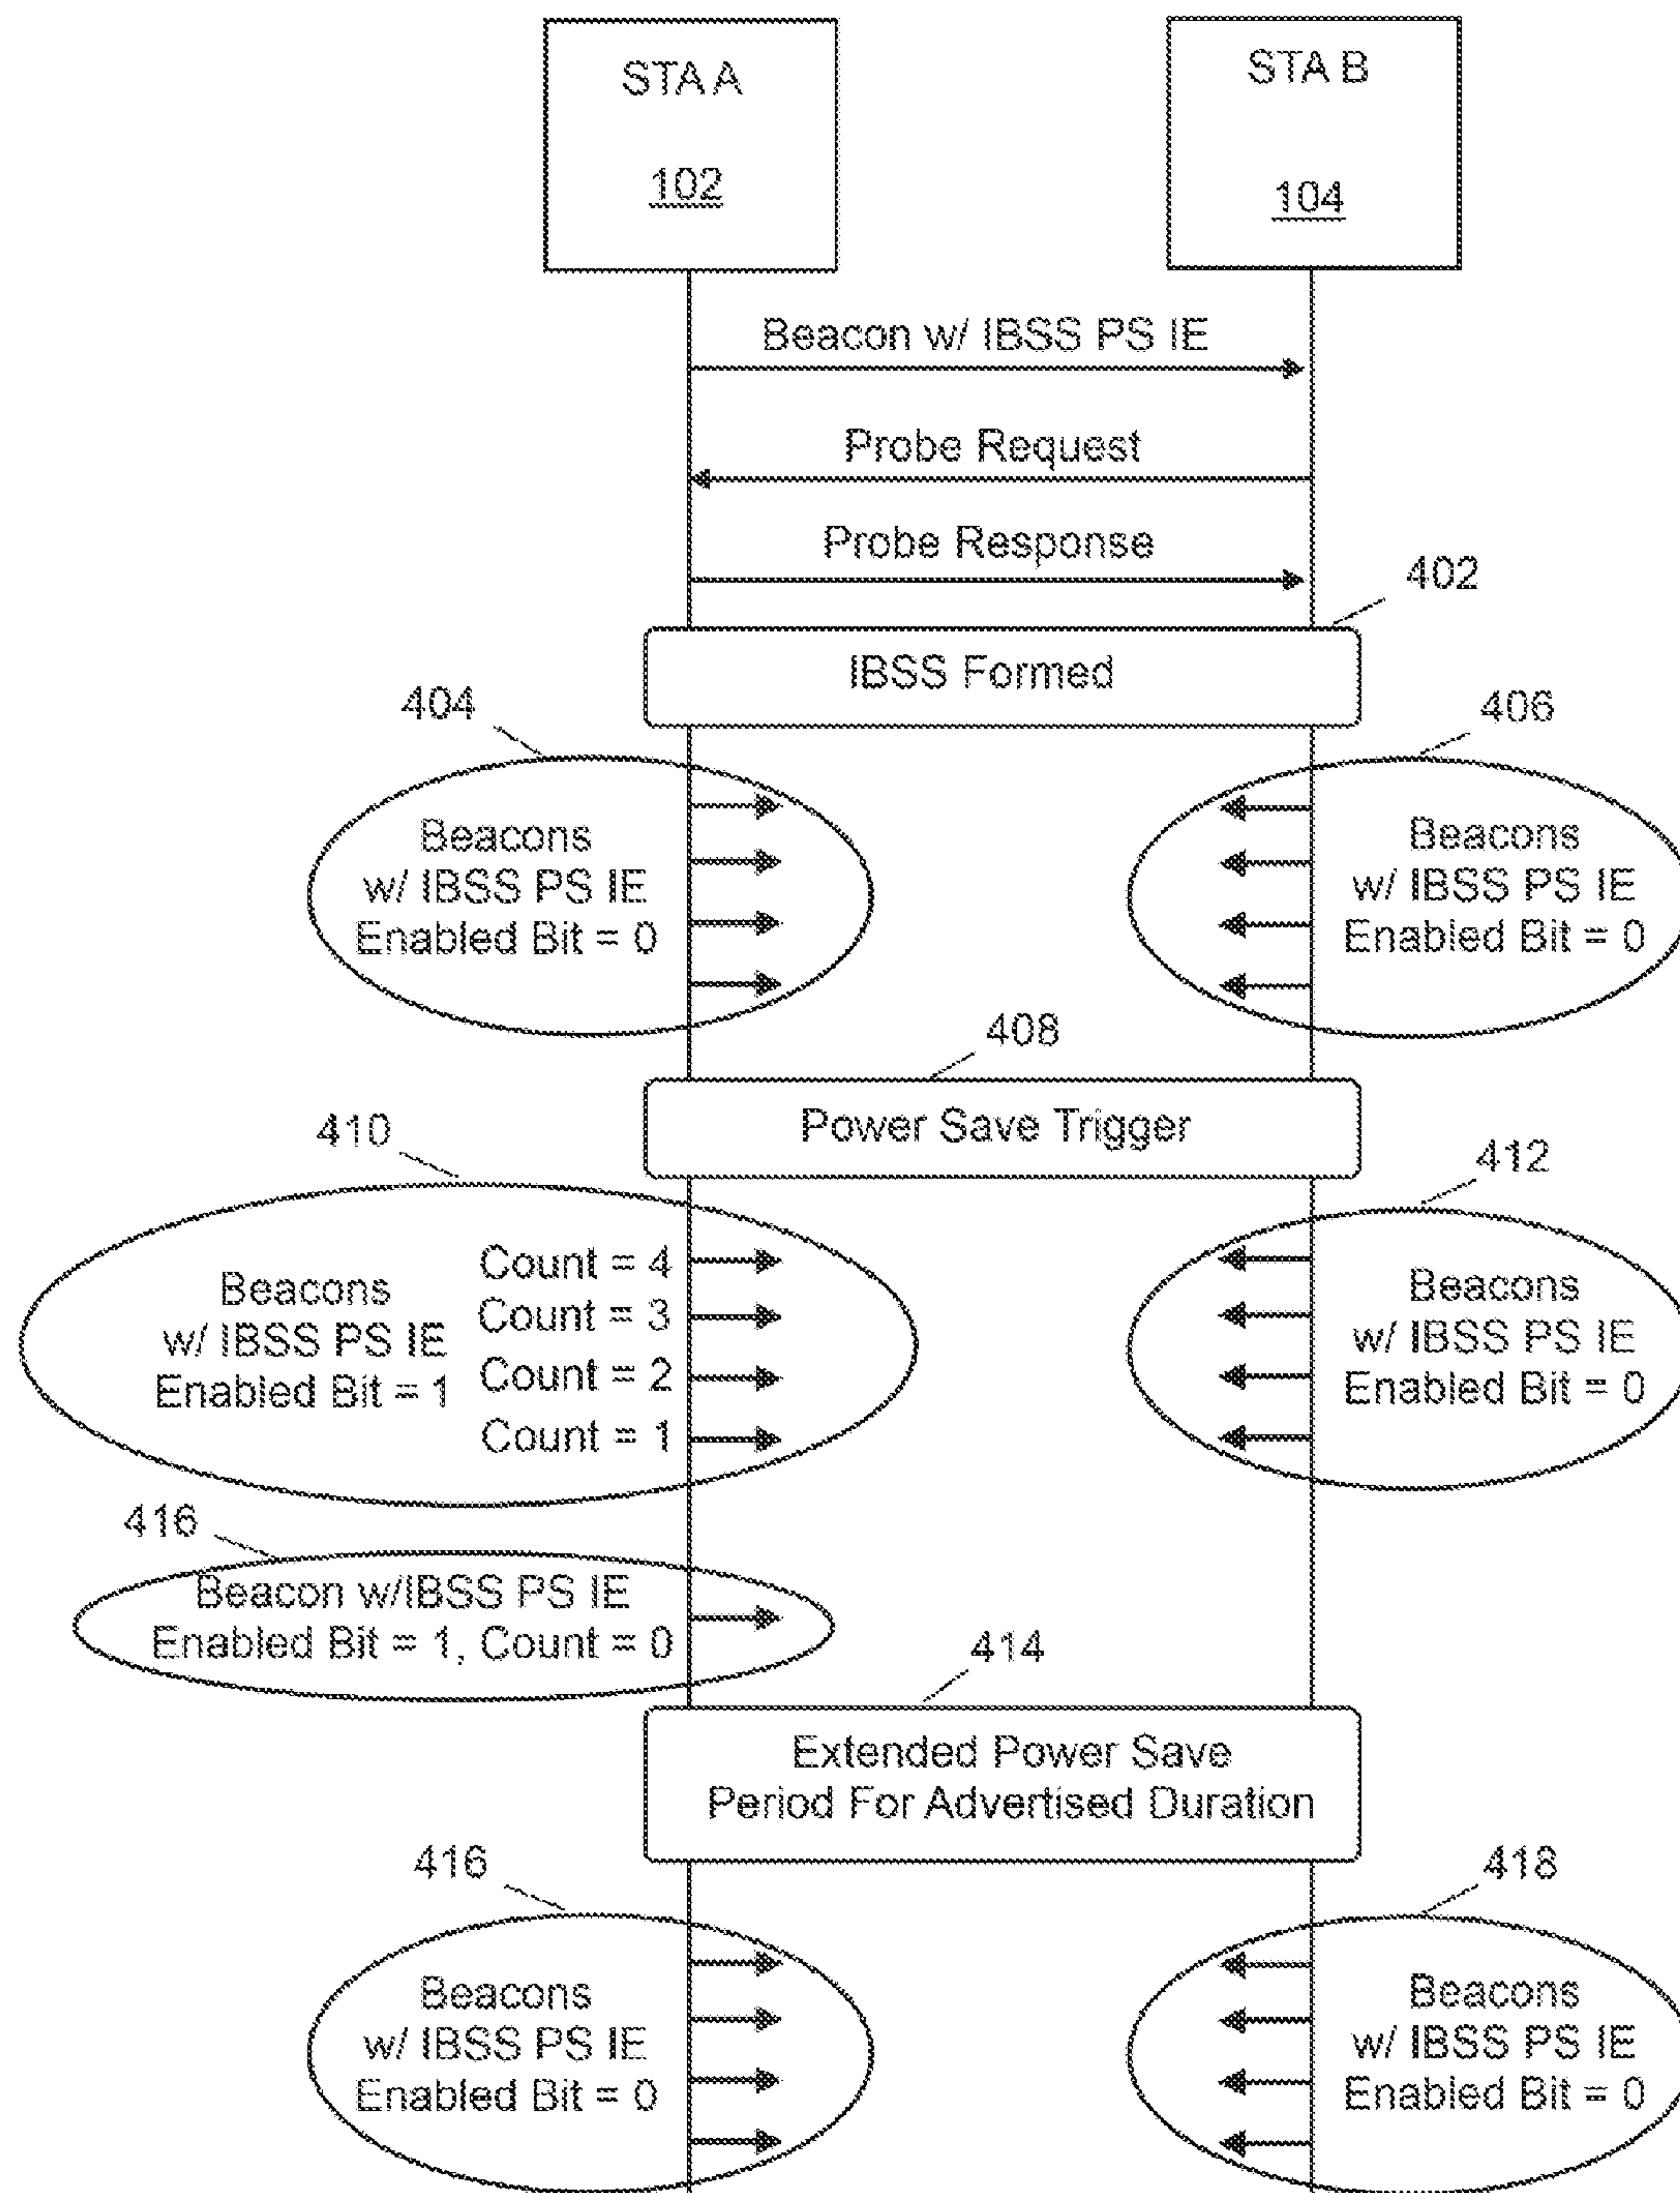 STA A
102
STA B
104
Beacon w/ IBSS PS IE
Probe Request
Probe Response
402
IBSS Formed
404
406
Beacons
w/ IBSS PS IE
Enabled Bit = 0
Beacons
w/ IBSS PS IE
Enabled Bit = 0
408
Power Save Trigger
410
412
Beacons
w/ IBSS PS IE
Enabled Bit = 1
Count = 4
Count = 3
Count = 2
Count = 1
Beacons
w/ IBSS PS IE
Enabled Bit = 0
416
Beacon w/IBSS PS IE
Enabled Bit = 1, Count = 0
414
Extended Power Save
Period For Advertised Duration
416
418
Beacons
w/ IBSS PS IE
Enabled Bit = 0
Beacons
w/ IBSS PS IE
Enabled Bit = 0